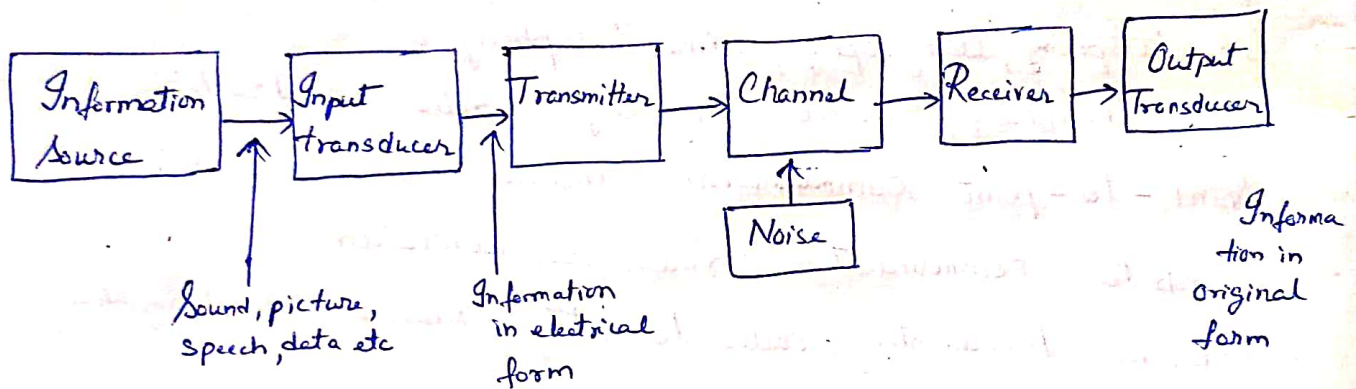 Information
Source
Input
transducer
Transmitter
Channel
Receiver
Output
Transducer
Noise
Sound, picture,
speech, data etc
Information
in electrical
form
Informa
tion in
original
form